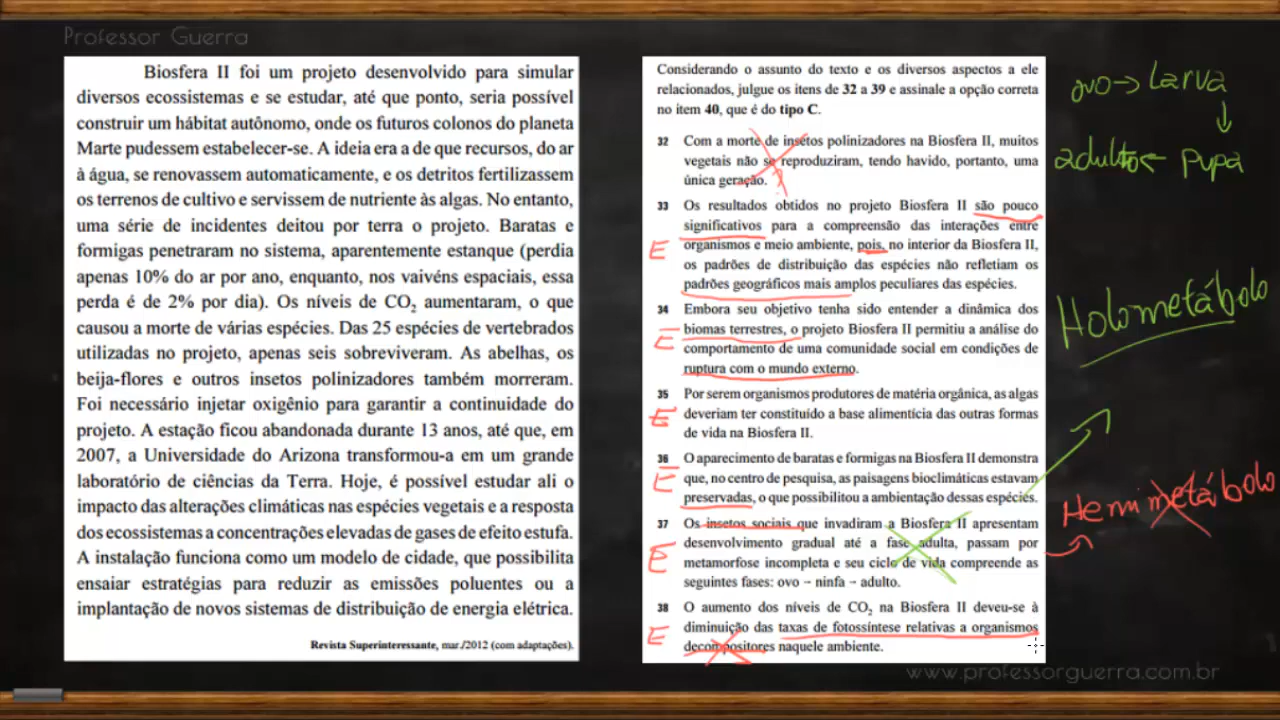 Professor Guerra
Biosfera II foi um projeto desenvolvido para simular
diversos ecossistemas e se estudar, até que ponto, seria possível
construir um hábitat autônomo, onde os futuros colonos do planeta
Marte pudessem estabelecer-se. A ideia era a de que recursos, do ar
à água, se renovassem automaticamente, e os detritos fertilizassem
os terrenos de cultivo e servissem de nutriente às algas. No entanto,
uma série de incidentes deitou por terra o projeto. Baratas e
formigas penetraram no sistema, aparentemente estanque (perdia
apenas 10% do ar por ano, enquanto, nos vaivéns espaciais, essa
perda é de 2% por dia). Os níveis de CO₂ aumentaram, o que
causou a morte de várias espécies. Das 25 espécies de vertebrados
utilizadas no projeto, apenas seis sobreviveram. As abelhas, os
beija-flores e outros insetos polinizadores também morreram.
Foi necessário injetar oxigênio para garantir a continuidade do
projeto. A estação ficou abandonada durante 13 anos, até que, em
2007, a Universidade do Arizona transformou-a em um grande
laboratório de ciências da Terra. Hoje, é possível estudar ali o
impacto das alterações climáticas nas espécies vegetais e a resposta
dos ecossistemas a concentrações elevadas de gases de efeito estufa.
A instalação funciona como um modelo de cidade, que possibilita
ensaiar estratégias para reduzir as emissões poluentes ou a
implantação de novos sistemas de distribuição de energia elétrica.
Revista Superinteressante, mar./2012 (com adaptações).
Considerando o assunto do texto e os diversos aspectos a ele
relacionados, julgue os itens de 32 a 39 e assinale a opção correta
no item 40, que é do tipo C.
32 Com a morte de insetos polinizadores na Biosfera II, muitos
vegetais não se reproduziram, tendo havido, portanto, uma
única geração.
33 Os resultados obtidos no projeto Biosfera II são pouco
significativos para a compreensão das interações entre
E organismos e meio ambiente, pois, no interior da Biosfera II,
os padrões de distribuição das espécies não refletiam os
padrões geográficos mais amplos peculiares das espécies.
34 Embora seu objetivo tenha sido entender a dinâmica dos
E biomas terrestres, o projeto Biosfera II permitiu a análise do
comportamento de uma comunidade social em condições de
ruptura com o mundo externo.
35 Por serem organismos produtores de matéria orgânica, as algas
E deveriam ter constituído a base alimentícia das outras formas
de vida na Biosfera II.
36 O aparecimento de baratas e formigas na Biosfera II demonstra
E que, no centro de pesquisa, as paisagens bioclimáticas estavam
preservadas, o que possibilitou a ambientação dessas espécies.
37 Os insetos sociais que invadiram a Biosfera II apresentam
E desenvolvimento gradual até a fase adulta, passam por
metamorfose incompleta e seu ciclo de vida compreende as
seguintes fases: ovo – ninfa – adulto.
38 O aumento dos níveis de CO₂ na Biosfera II deveu-se à
E diminuição das taxas de fotossíntese relativas a organismos
decompositores naquele ambiente.
ovo → Larva
adulto ← Pupa
Holometábolo
Hemimetábolo
www.professorguerra.com.br